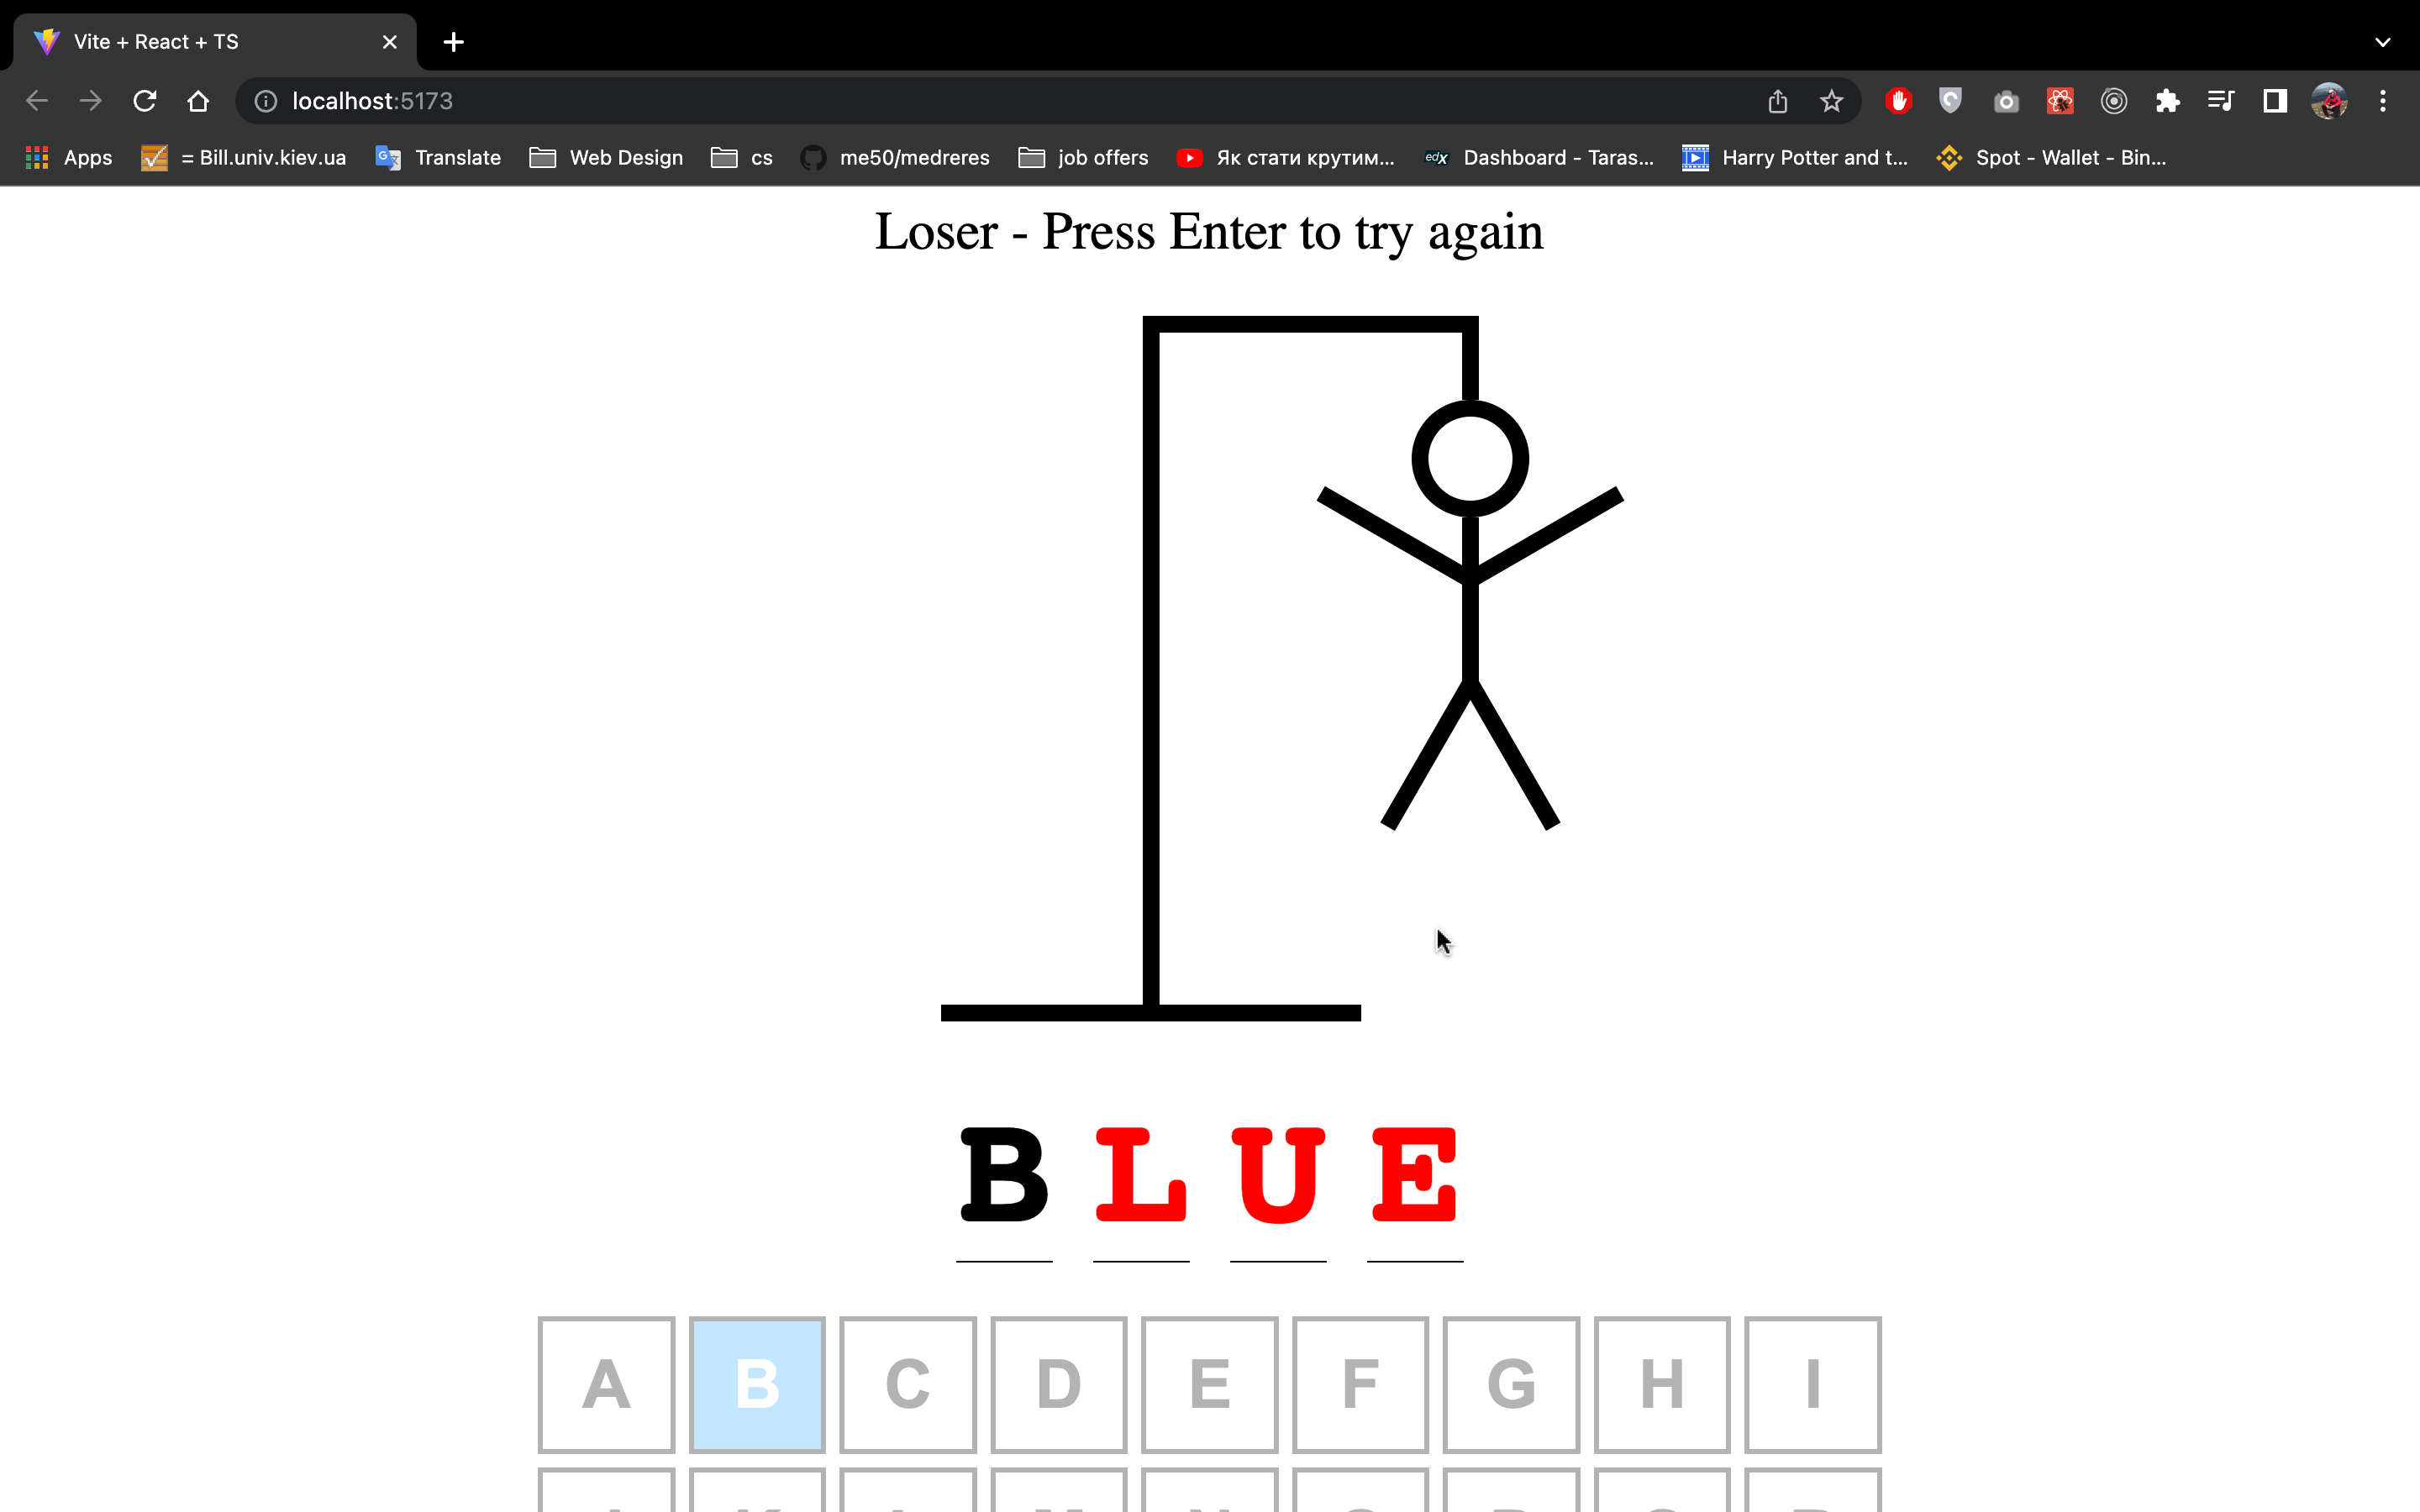 Vite + React + TS
localhost:5173
Apps = Bill.univ.kiev.ua Translate Web Design cs me50/medreres job offers Як стати крутим... edX Dashboard - Taras... Harry Potter and t... Spot - Wallet - Bin...
Loser - Press Enter to try again
B L U E
A B C D E F G H I